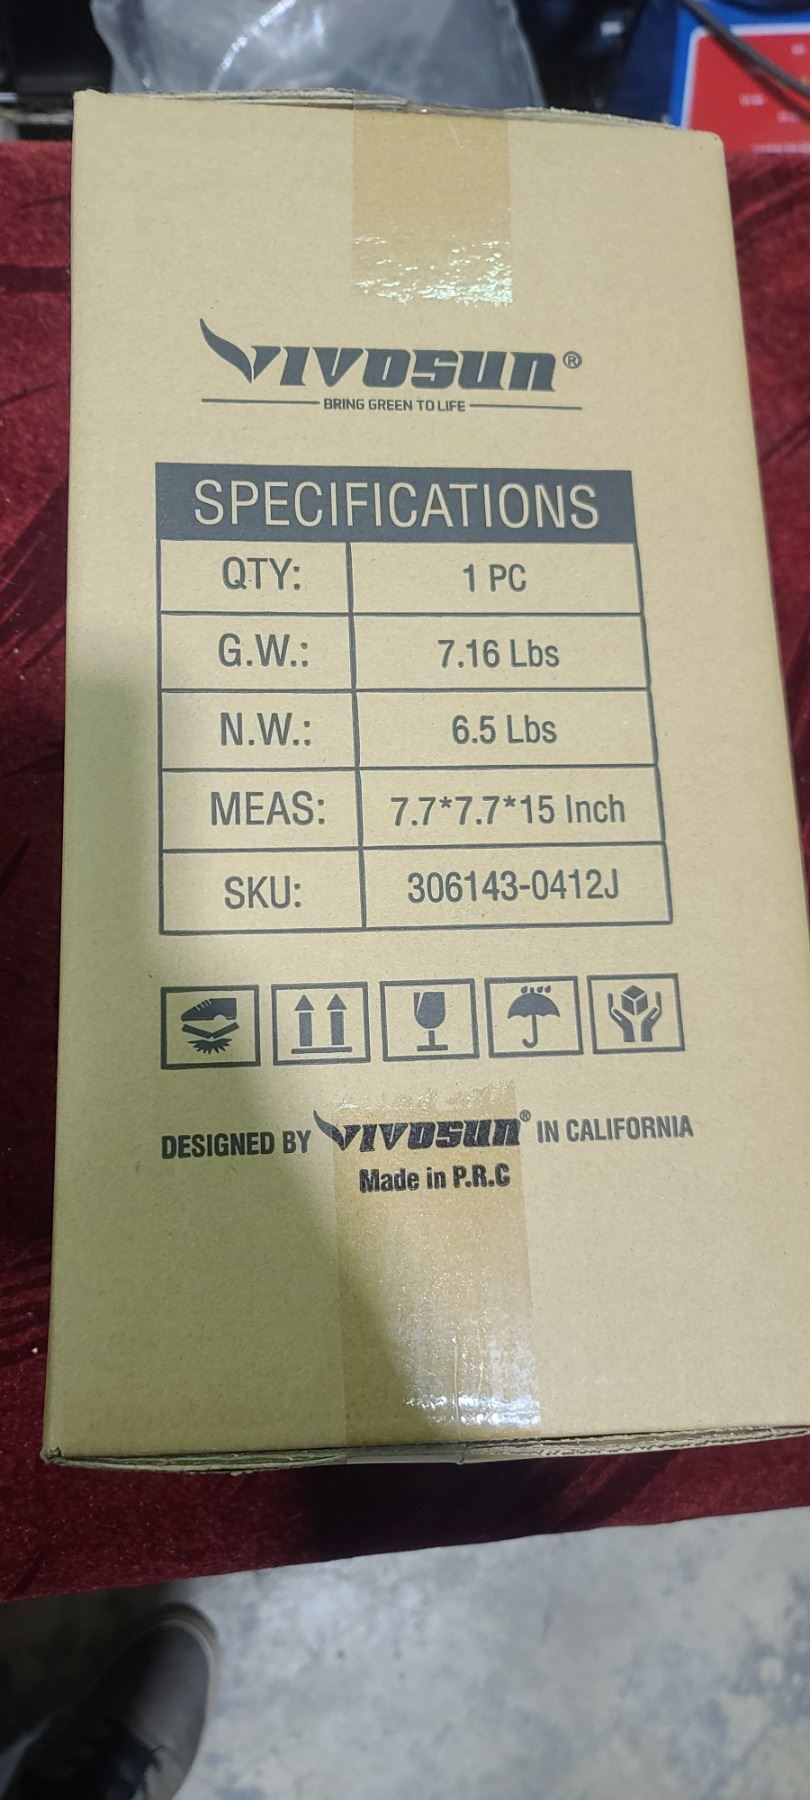 VIVOSUN®
BRING GREEN TO LIFE
SPECIFICATIONS
QTY: 1 PC
G.W.: 7.16 Lbs
N.W.: 6.5 Lbs
MEAS: 7.7*7.7*15 Inch
SKU: 306143-0412J
DESIGNED BY VIVOSUN® IN CALIFORNIA
Made in P.R.C